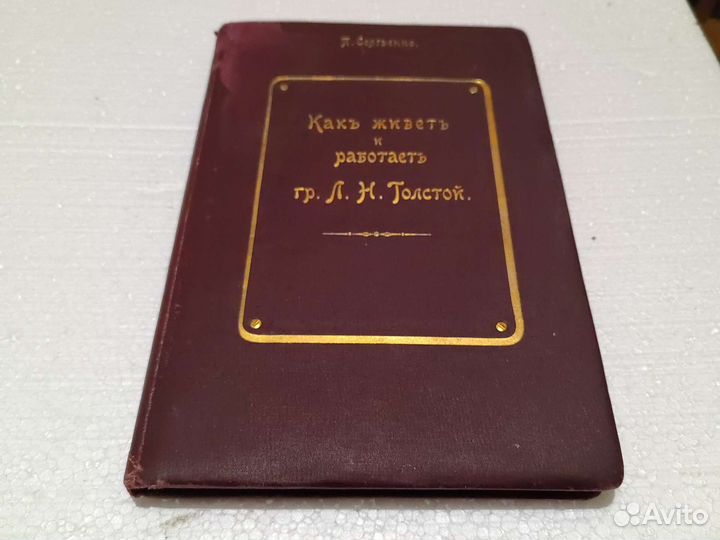 П. Сергѣенко.
Какъ живетъ
и
работаетъ
гр. Л. Н. Толстой.
Avito